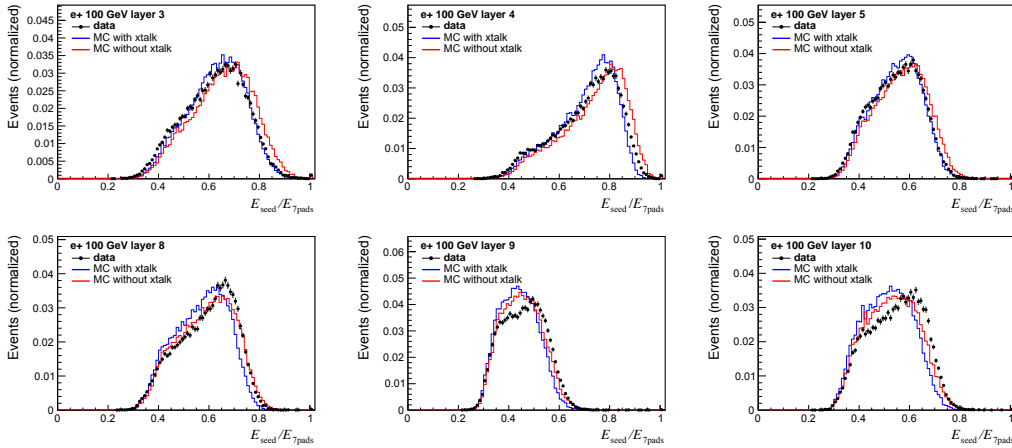 e+ 100 GeV layer 3
data
MC with xtalk
MC without xtalk
Events (normalized)
0.05
0.045
0.04
0.035
0.03
0.025
0.02
0.015
0.01
0.005
0
0 0.2 0.4 0.6 0.8 1
E_seed/E_7pads
e+ 100 GeV layer 4
data
MC with xtalk
MC without xtalk
Events (normalized)
0.06
0.05
0.04
0.03
0.02
0.01
0
0 0.2 0.4 0.6 0.8 1
E_seed/E_7pads
e+ 100 GeV layer 5
data
MC with xtalk
MC without xtalk
Events (normalized)
0.05
0.04
0.03
0.02
0.01
0
0 0.2 0.4 0.6 0.8 1
E_seed/E_7pads
e+ 100 GeV layer 8
data
MC with xtalk
MC without xtalk
Events (normalized)
0.05
0.04
0.03
0.02
0.01
0
0 0.2 0.4 0.6 0.8 1
E_seed/E_7pads
e+ 100 GeV layer 9
data
MC with xtalk
MC without xtalk
Events (normalized)
0.06
0.05
0.04
0.03
0.02
0.01
0
0 0.2 0.4 0.6 0.8 1
E_seed/E_7pads
e+ 100 GeV layer 10
data
MC with xtalk
MC without xtalk
Events (normalized)
0.05
0.04
0.03
0.02
0.01
0
0 0.2 0.4 0.6 0.8 1
E_seed/E_7pads